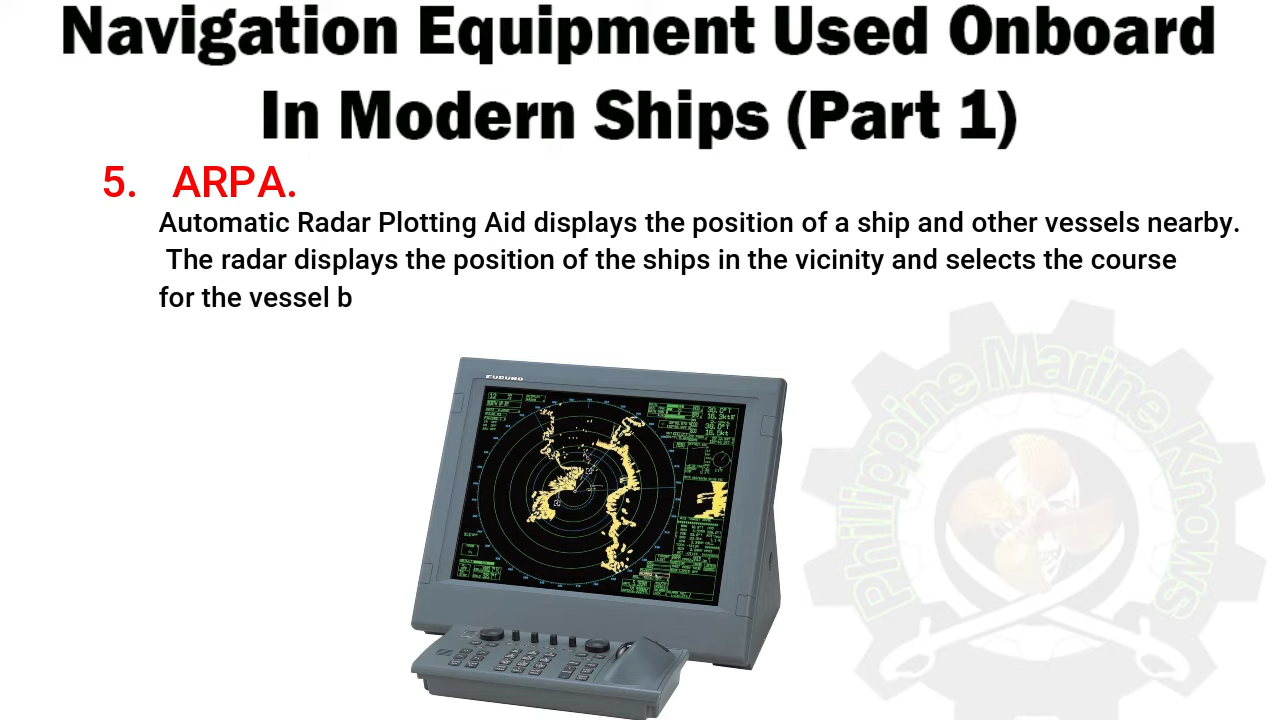 Navigation Equipment Used Onboard
In Modern Ships (Part 1)
5. ARPA.
Automatic Radar Plotting Aid displays the position of a ship and other vessels nearby.
The radar displays the position of the ships in the vicinity and selects the course
for the vessel b
FURUNO
Philippine Marine Knows